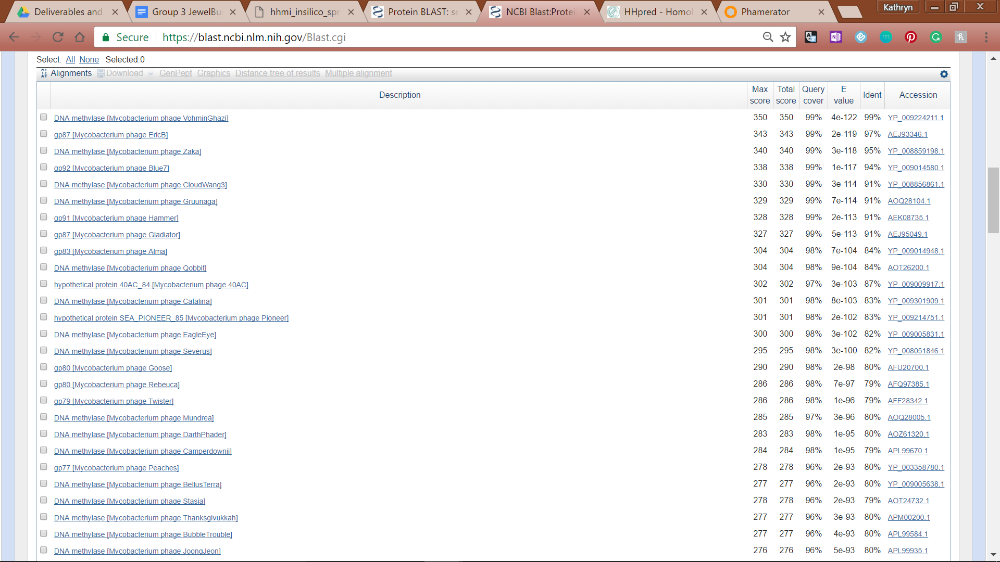 Deliverables and
Group 3 JewelBu
hhmi_insilico_spr
Protein BLAST: se
NCBI Blast:Protei
HHpred - Homol
Phamerator
Kathryn
Secure https://blast.ncbi.nlm.nih.gov/Blast.cgi
Select: All None Selected:0
Alignments Download GenPept Graphics Distance tree of results Multiple alignment
Description Max score Total score Query cover E value Ident Accession
DNA methylase [Mycobacterium phage VohminGhazi] 350 350 99% 4e-122 99% YP_009224211.1
gp87 [Mycobacterium phage EricB] 343 343 99% 2e-119 97% AEJ93346.1
DNA methylase [Mycobacterium phage Zaka] 340 340 99% 3e-118 95% YP_008859198.1
gp92 [Mycobacterium phage Blue7] 338 338 99% 1e-117 94% YP_009014580.1
DNA methylase [Mycobacterium phage CloudWang3] 330 330 99% 3e-114 91% YP_008856861.1
DNA methylase [Mycobacterium phage Gruunaga] 329 329 99% 7e-114 91% AOQ28104.1
gp91 [Mycobacterium phage Hammer] 328 328 99% 2e-113 91% AEK08735.1
gp87 [Mycobacterium phage Gladiator] 327 327 99% 5e-113 91% AEJ95049.1
gp83 [Mycobacterium phage Alma] 304 304 98% 7e-104 84% YP_009014948.1
DNA methylase [Mycobacterium phage Qobbit] 304 304 98% 9e-104 84% AOT26200.1
hypothetical protein 40AC_84 [Mycobacterium phage 40AC] 302 302 97% 3e-103 87% YP_009009917.1
DNA methylase [Mycobacterium phage Catalina] 301 301 98% 8e-103 83% YP_009301909.1
hypothetical protein SEA_PIONEER_85 [Mycobacterium phage Pioneer] 301 301 98% 2e-102 83% YP_009214751.1
DNA methylase [Mycobacterium phage EagleEye] 300 300 98% 3e-102 82% YP_009005831.1
DNA methylase [Mycobacterium phage Severus] 295 295 98% 3e-100 82% YP_008051846.1
gp80 [Mycobacterium phage Goose] 290 290 98% 2e-98 80% AFU20700.1
gp80 [Mycobacterium phage Rebeuca] 286 286 98% 7e-97 79% AFQ97385.1
gp79 [Mycobacterium phage Twister] 286 286 98% 1e-96 79% AFF28342.1
DNA methylase [Mycobacterium phage Mundrea] 285 285 97% 3e-96 80% AOQ28005.1
DNA methylase [Mycobacterium phage DarthPhader] 283 283 98% 1e-95 80% AOZ61320.1
DNA methylase [Mycobacterium phage Camperdownii] 284 284 98% 1e-95 79% APL99670.1
gp77 [Mycobacterium phage Peaches] 278 278 96% 2e-93 80% YP_003358780.1
DNA methylase [Mycobacterium phage BellusTerra] 277 277 96% 2e-93 80% YP_009005638.1
DNA methylase [Mycobacterium phage Stasia] 278 278 96% 2e-93 79% AOT24732.1
DNA methylase [Mycobacterium phage Thanksgivukkah] 277 277 96% 3e-93 80% APM00200.1
DNA methylase [Mycobacterium phage BubbleTrouble] 277 277 96% 4e-93 80% APL99584.1
DNA methylase [Mycobacterium phage JoongJeon] 276 276 96% 5e-93 80% APL99935.1